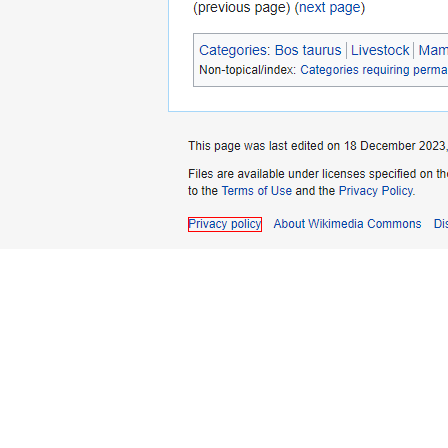 (previous page) (next page)
Categories: Bos taurus Livestock Mam
Non-topical/index: Categories requiring perma
This page was last edited on 18 December 2023,
Files are available under licenses specified on th
to the Terms of Use and the Privacy Policy.
Privacy policy About Wikimedia Commons Dis